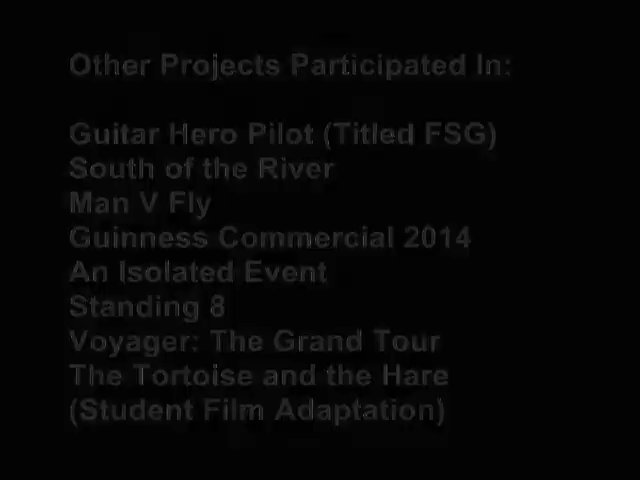 Other Projects Participated In:
Guitar Hero Pilot (Titled FSG)
South of the River
Man V Fly
Guinness Commercial 2014
An Isolated Event
Standing 8
Voyager: The Grand Tour
The Tortoise and the Hare
(Student Film Adaptation)